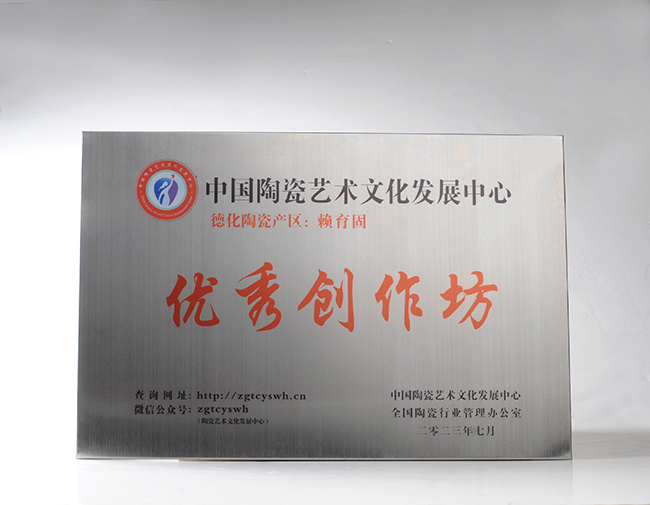 中国陶瓷艺术文化发展中心
德化陶瓷产区：赖育固
优秀创作坊
查询网址：http://zgtcyswh.cn
微信公众号：zgtcyswh
（陶瓷艺术文化发展中心）
中国陶瓷艺术文化发展中心
全国陶瓷行业管理办公室
二零二三年七月